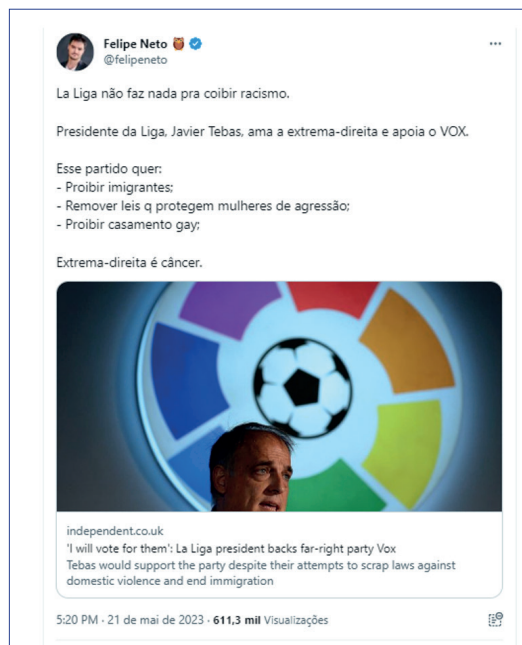 Felipe Neto
@felipeneto
La Liga não faz nada pra coibir racismo.
Presidente da Liga, Javier Tebas, ama a extrema-direita e apoia o VOX.
Esse partido quer:
- Proibir imigrantes;
- Remover leis q protegem mulheres de agressão;
- Proibir casamento gay;
Extrema-direita é câncer.
independent.co.uk
'I will vote for them': La Liga president backs far-right party Vox
Tebas would support the party despite their attempts to scrap laws against
domestic violence and end immigration
5:20 PM · 21 de mai de 2023 · 611,3 mil Visualizações